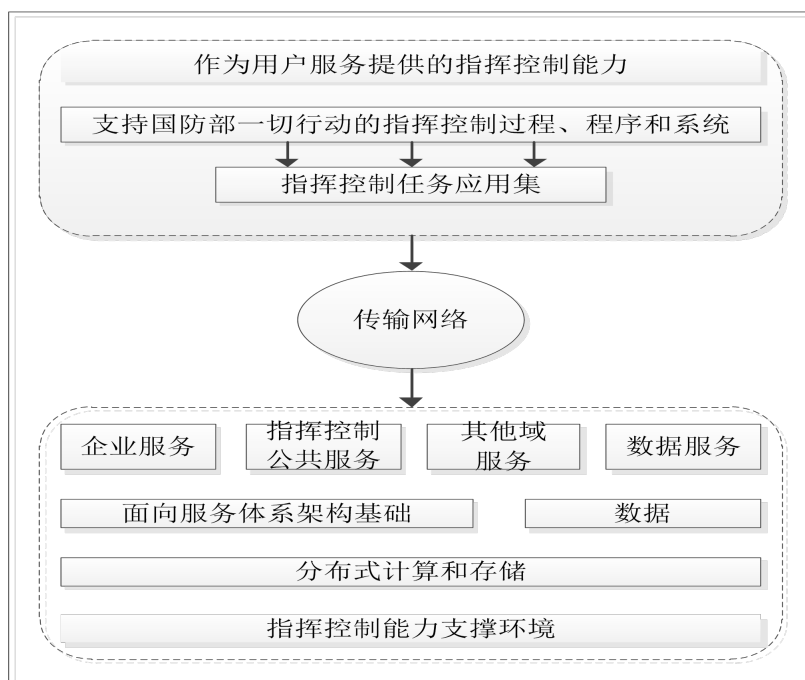 作为用户服务提供的指挥控制能力
支持国防部一切行动的指挥控制过程、程序和系统
指挥控制任务应用集
传输网络
企业服务
指挥控制
公共服务
其他域
服务
数据服务
面向服务体系架构基础
数据
分布式计算和存储
指挥控制能力支撑环境